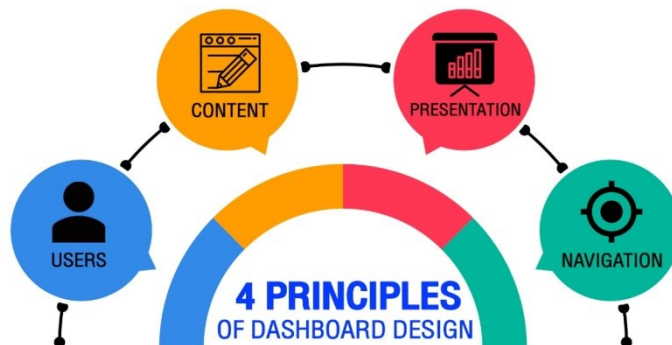 CONTENT
PRESENTATION
USERS
NAVIGATION
4 PRINCIPLES
OF DASHBOARD DESIGN